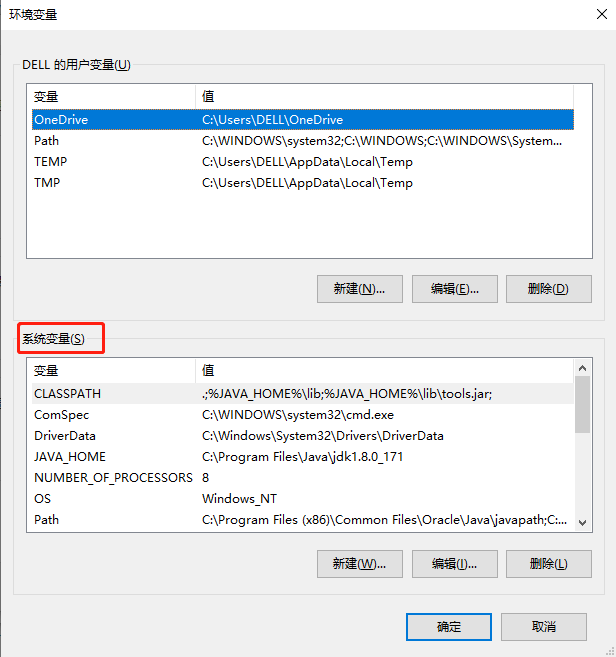 环境变量
DELL 的用户变量(U)
变量 值
OneDrive C:\Users\DELL\OneDrive
Path C:\WINDOWS\system32;C:\WINDOWS;C:\WINDOWS\System...
TEMP C:\Users\DELL\AppData\Local\Temp
TMP C:\Users\DELL\AppData\Local\Temp
新建(N)... 编辑(E)... 删除(D)
系统变量(S)
变量 值
CLASSPATH .;%JAVA_HOME%\lib;%JAVA_HOME%\lib\tools.jar;
ComSpec C:\WINDOWS\system32\cmd.exe
DriverData C:\Windows\System32\Drivers\DriverData
JAVA_HOME C:\Program Files\Java\jdk1.8.0_171
NUMBER_OF_PROCESSORS 8
OS Windows_NT
Path C:\Program Files (x86)\Common Files\Oracle\Java\javapath;C:...
新建(W)... 编辑(I)... 删除(L)
确定 取消